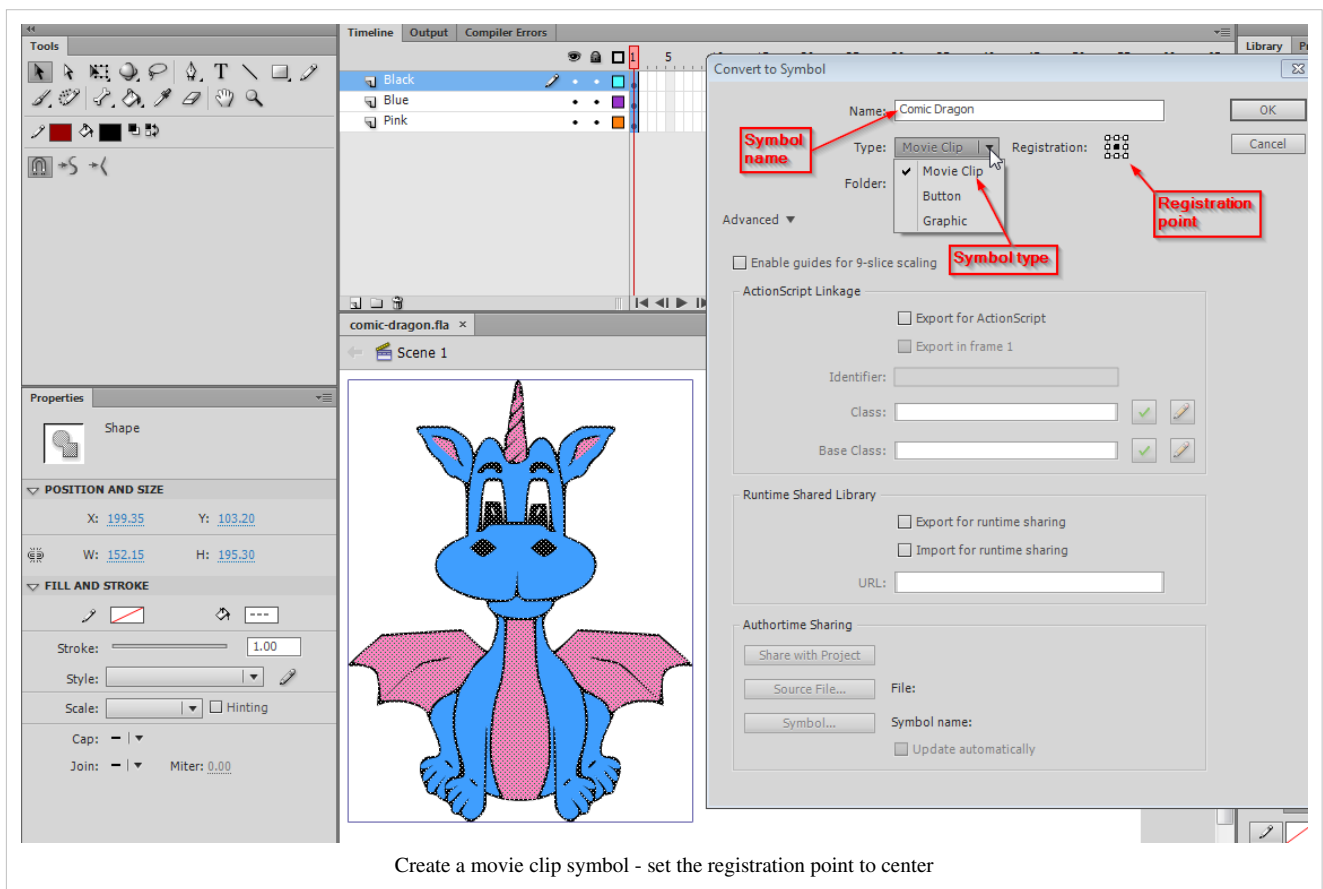 Tools
Timeline Output Compiler Errors
1 5
Black
Blue
Pink
Library
Convert to Symbol
Name: Comic Dragon
OK
Symbol name
Type: Movie Clip
Registration:
Cancel
Movie Clip
Button
Graphic
Folder:
Registration point
Advanced
Symbol type
Enable guides for 9-slice scaling
ActionScript Linkage
Export for ActionScript
Export in frame 1
Identifier:
Class:
Base Class:
Runtime Shared Library
Export for runtime sharing
Import for runtime sharing
URL:
Authortime Sharing
Share with Project
Source File... File:
Symbol... Symbol name:
Update automatically
comic-dragon.fla ×
Scene 1
Properties
Shape
POSITION AND SIZE
X: 199.35 Y: 103.20
W: 152.15 H: 195.30
FILL AND STROKE
Stroke: 1.00
Style:
Scale: Hinting
Cap:
Join: Miter: 0.00
Create a movie clip symbol - set the registration point to center